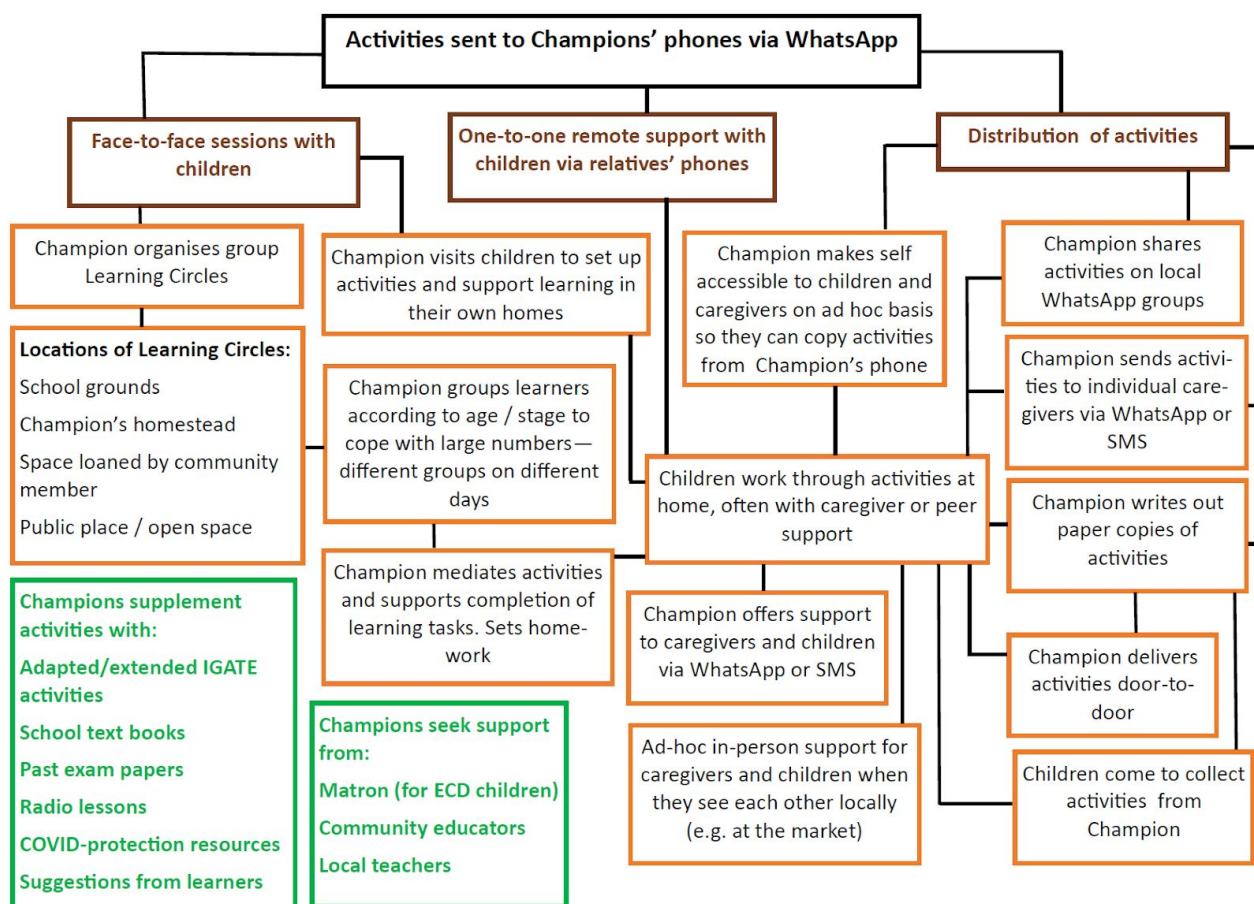 Activities sent to Champions' phones via WhatsApp
Face-to-face sessions with
children
One-to-one remote support with
children via relatives' phones
Distribution of activities
Champion organises group
Learning Circles
Champion visits children to set up
activities and support learning in
their own homes
Champion makes self
accessible to children and
caregivers on ad hoc basis
so they can copy activities
from Champion's phone
Champion shares
activities on local
WhatsApp groups
Locations of Learning Circles:
School grounds
Champion's homestead
Space loaned by community
member
Public place / open space
Champion groups learners
according to age / stage to
cope with large numbers—
different groups on different
days
Champion sends activi-
ties to individual care-
givers via WhatsApp or
SMS
Children work through activities at
home, often with caregiver or peer
support
Champion writes out
paper copies of
activities
Champion mediates activities
and supports completion of
learning tasks. Sets home-
work
Champion offers support
to caregivers and children
via WhatsApp or SMS
Champion delivers
activities door-to-
door
Ad-hoc in-person support for
caregivers and children when
they see each other locally
(e.g. at the market)
Children come to collect
activities from
Champion
Champions supplement
activities with:
Adapted/extended IGATE
activities
School text books
Past exam papers
Radio lessons
COVID-protection resources
Suggestions from learners
Champions seek support
from:
Matron (for ECD children)
Community educators
Local teachers